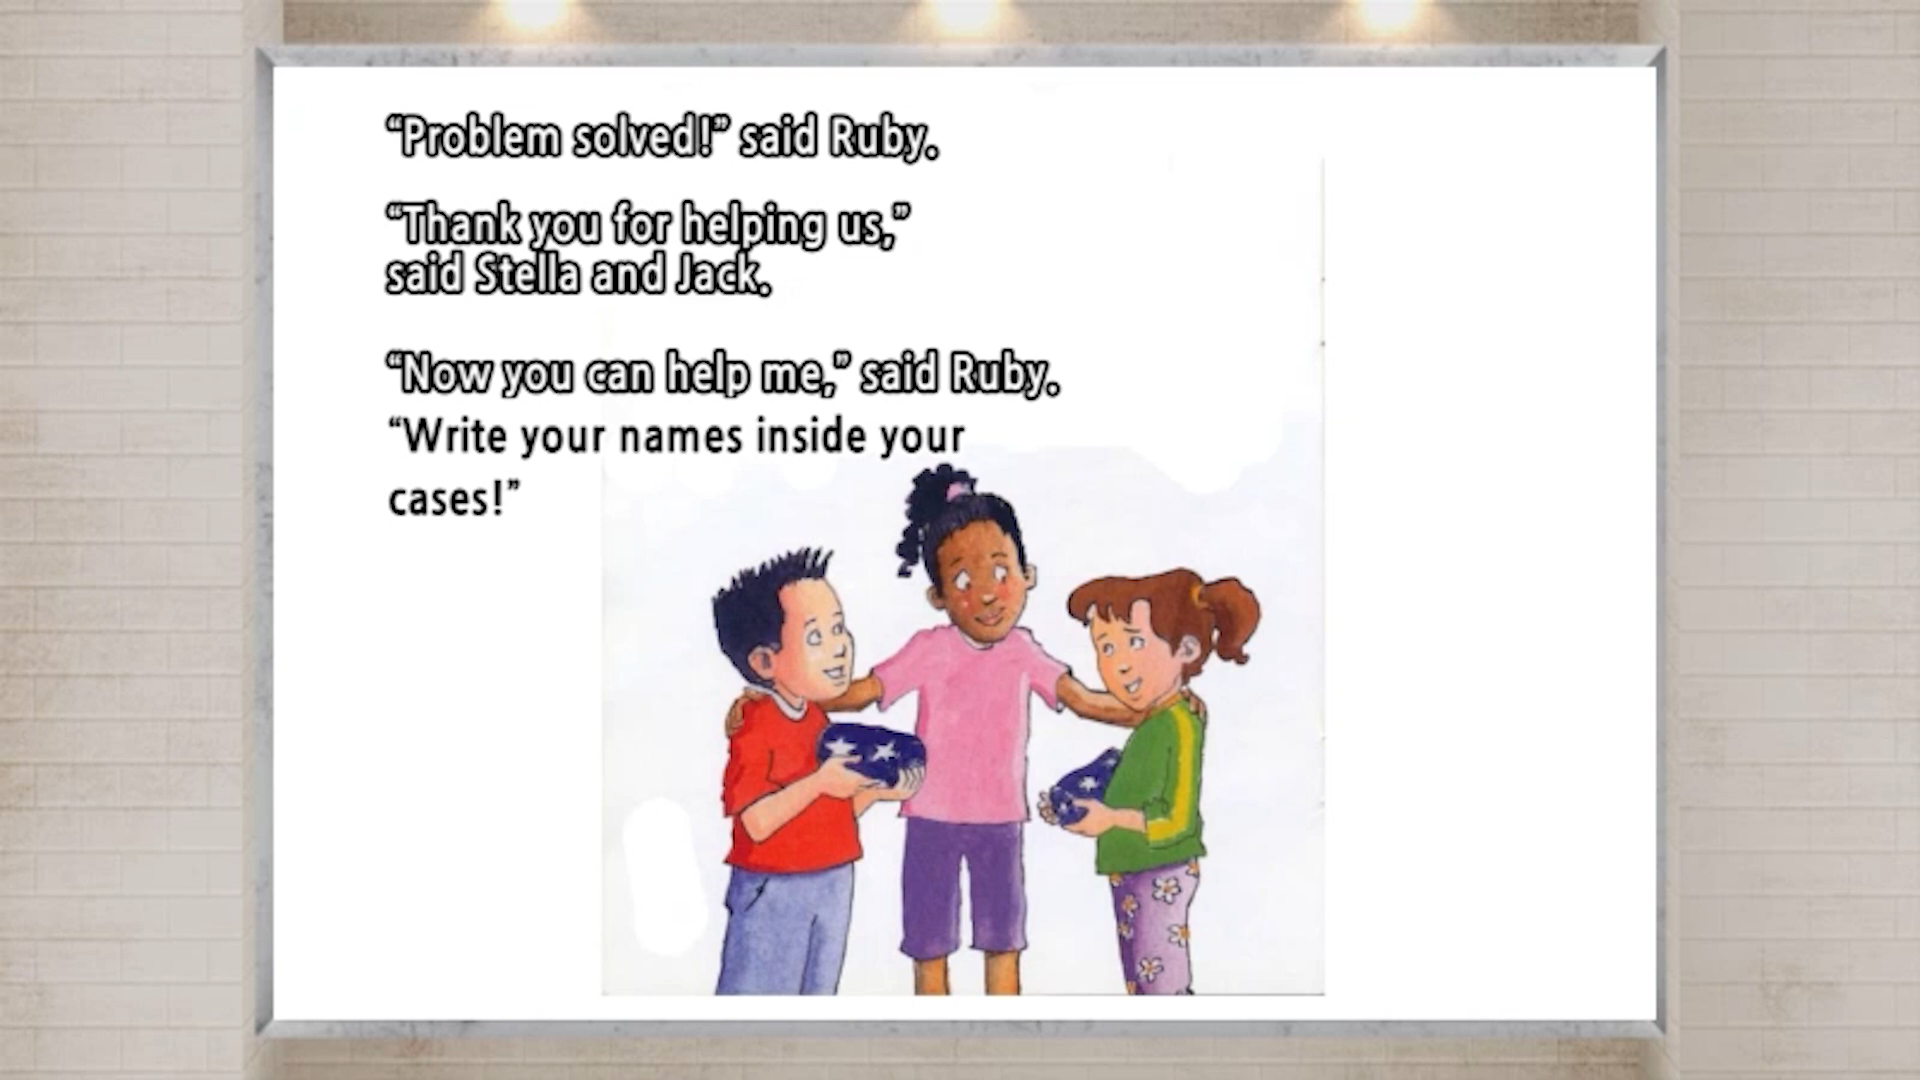 “Problem solved!” said Ruby.
“Thank you for helping us,”
said Stella and Jack.
“Now you can help me,” said Ruby.
“Write your names inside your
cases!”